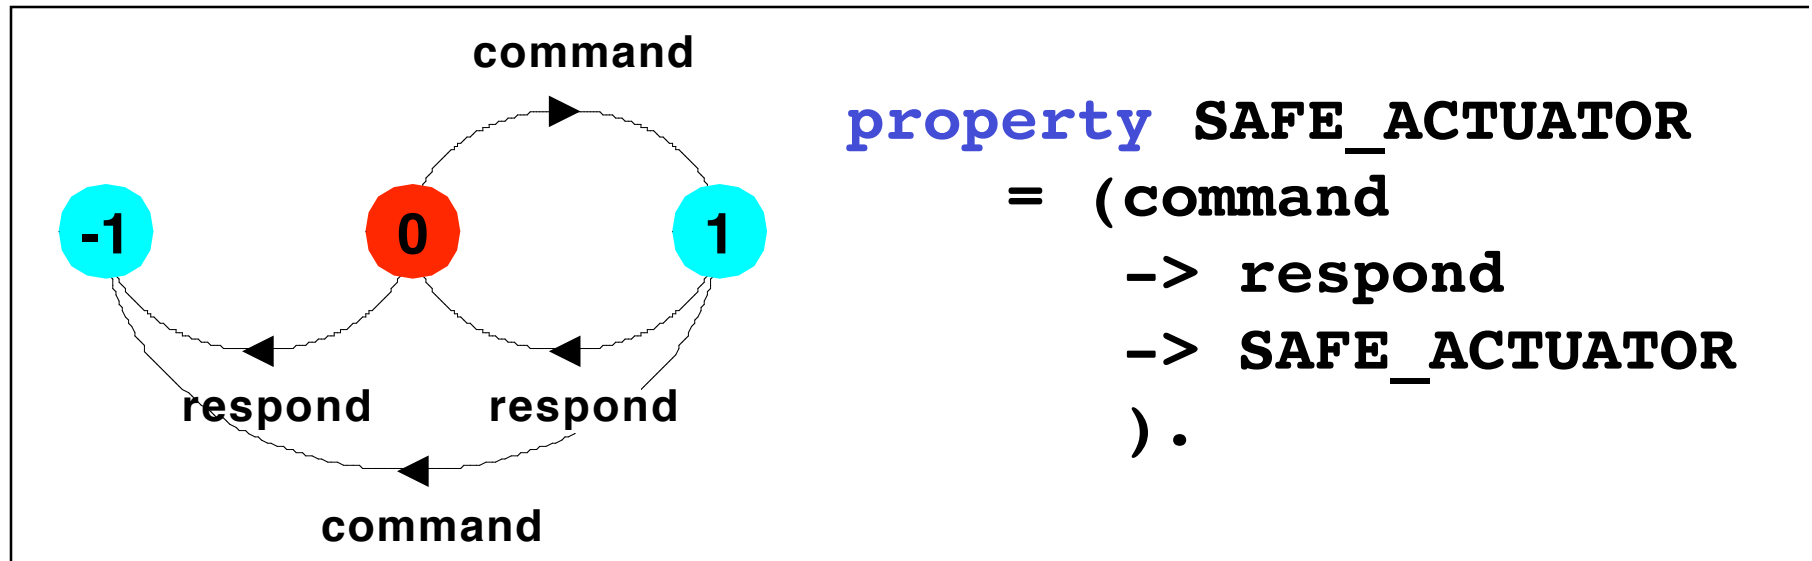 command
-1
0
1
respond
respond
command
property SAFE_ACTUATOR
= (command
-> respond
-> SAFE_ACTUATOR
).